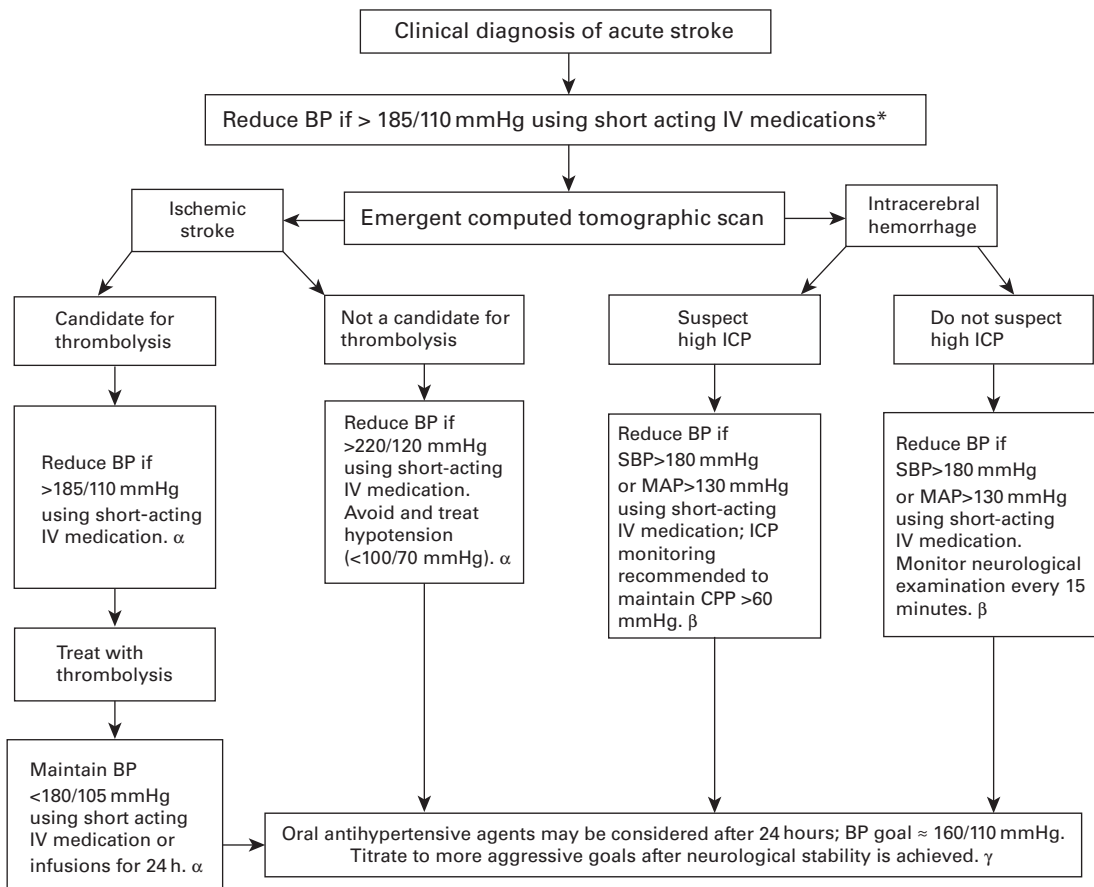 Clinical diagnosis of acute stroke
Reduce BP if > 185/110 mmHg using short acting IV medications*
Emergent computed tomographic scan
Ischemic
stroke
Intracerebral
hemorrhage
Candidate for
thrombolysis
Not a candidate for
thrombolysis
Suspect
high ICP
Do not suspect
high ICP
Reduce BP if
>185/110 mmHg
using short-acting
IV medication. α
Reduce BP if
>220/120 mmHg
using short-acting
IV medication.
Avoid and treat
hypotension
(<100/70 mmHg). α
Reduce BP if
SBP>180 mmHg
or MAP>130 mmHg
using short-acting
IV medication; ICP
monitoring
recommended to
maintain CPP >60
mmHg. β
Reduce BP if
SBP>180 mmHg
or MAP>130 mmHg
using short-acting
IV medication.
Monitor neurological
examination every 15
minutes. β
Treat with
thrombolysis
Maintain BP
<180/105 mmHg
using short acting
IV medication or
infusions for 24 h. α
Oral antihypertensive agents may be considered after 24 hours; BP goal ≈ 160/110 mmHg.
Titrate to more aggressive goals after neurological stability is achieved. γ